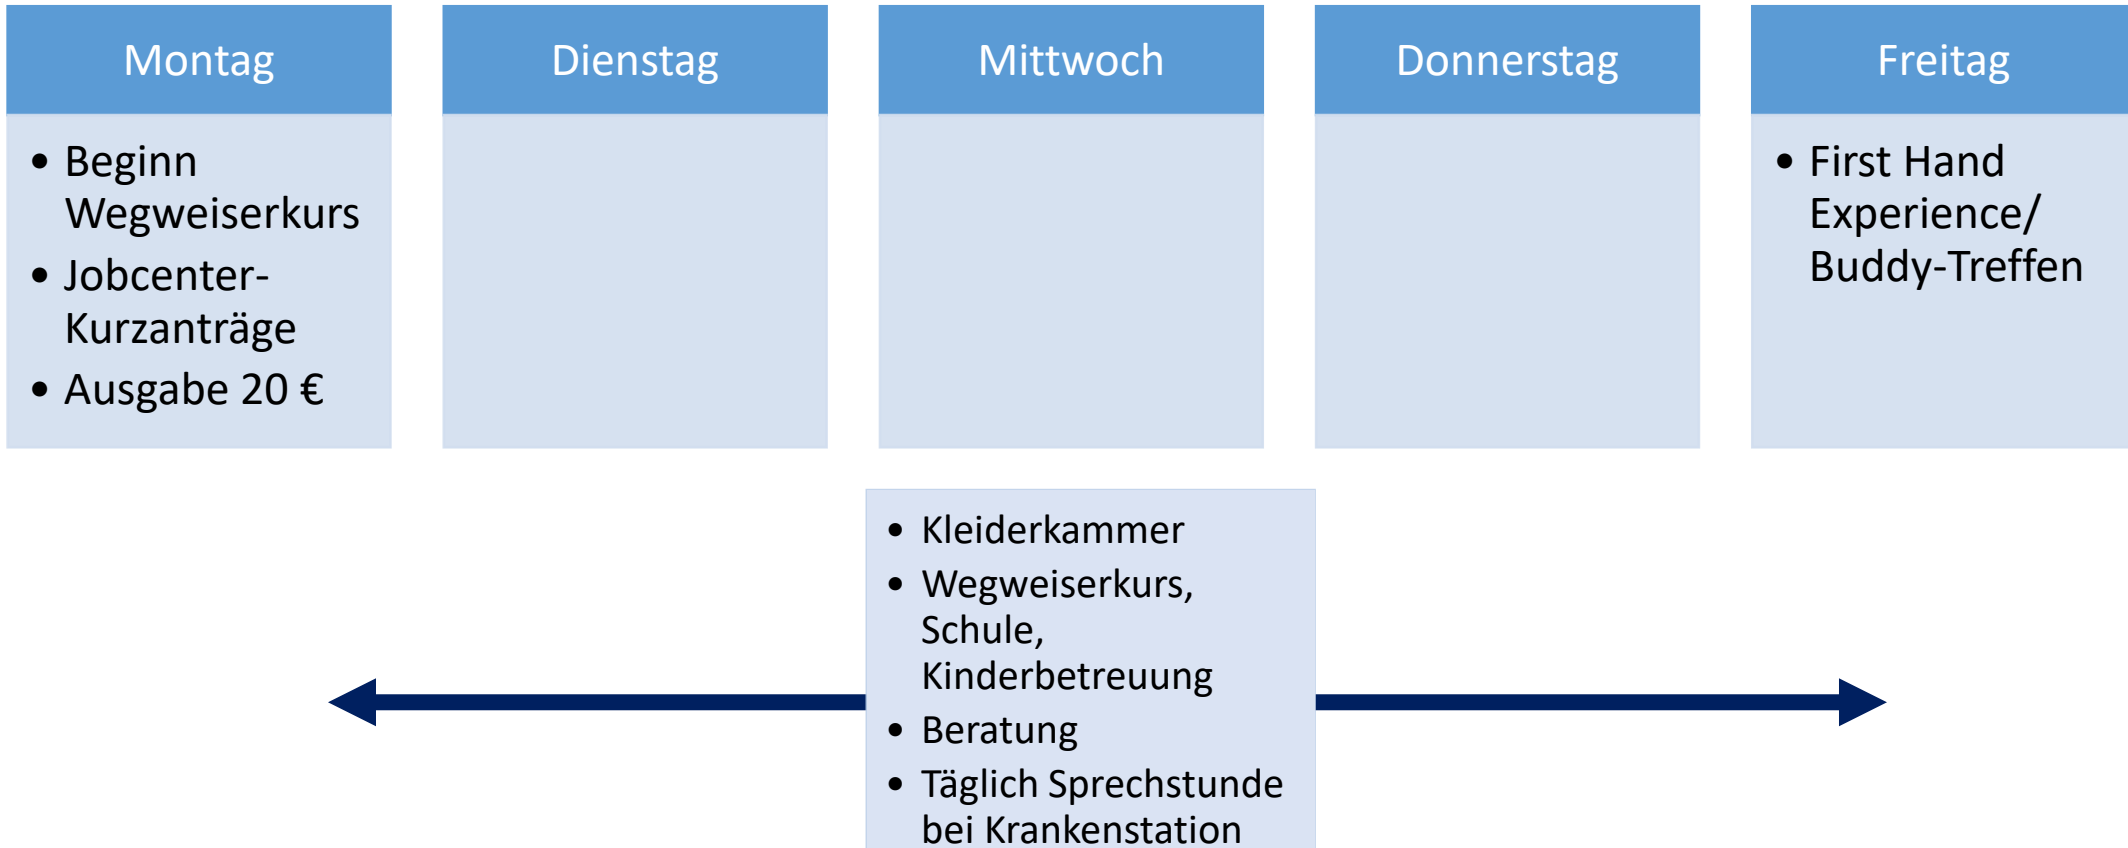 Montag
• Beginn
Wegweiserkurs
• Jobcenter-
Kurzanträge
• Ausgabe 20 €
Dienstag
Mittwoch
Donnerstag
Freitag
• First Hand
Experience/
Buddy-Treffen
• Kleiderkammer
• Wegweiserkurs,
Schule,
Kinderbetreuung
• Beratung
• Täglich Sprechstunde
bei Krankenstation